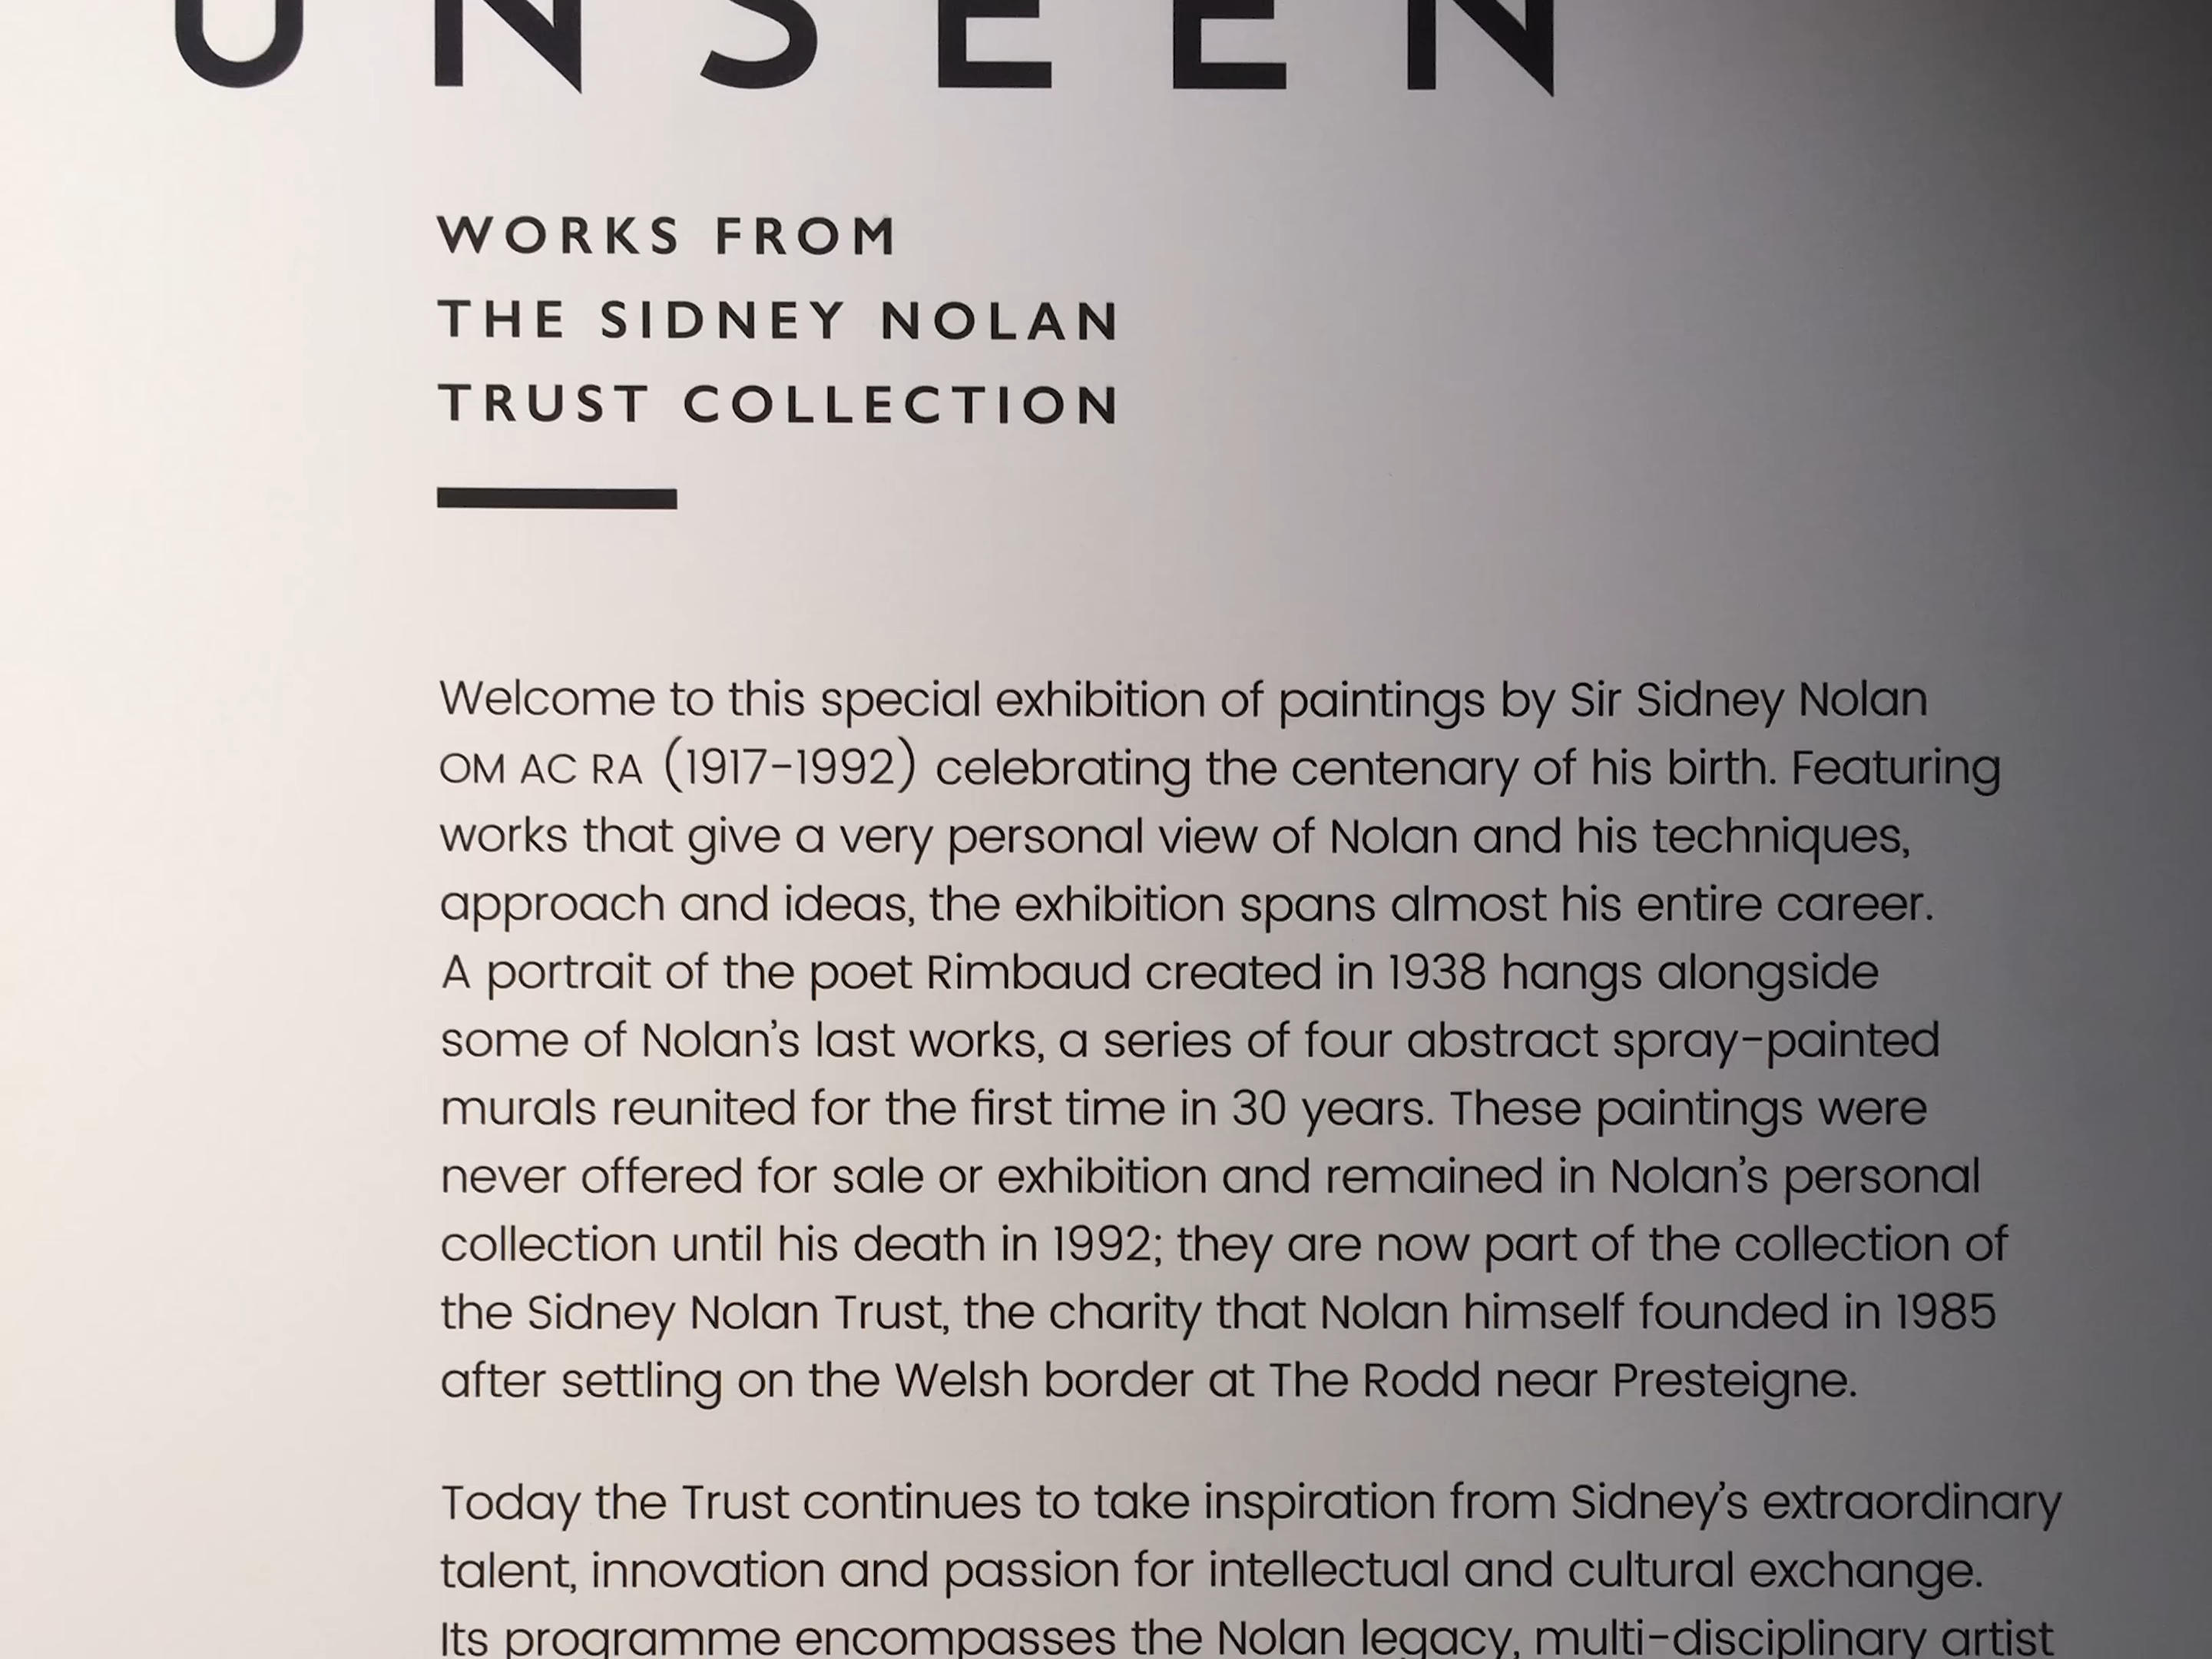 UNSEEN
WORKS FROM
THE SIDNEY NOLAN
TRUST COLLECTION
Welcome to this special exhibition of paintings by Sir Sidney Nolan
OM AC RA (1917–1992) celebrating the centenary of his birth. Featuring
works that give a very personal view of Nolan and his techniques,
approach and ideas, the exhibition spans almost his entire career.
A portrait of the poet Rimbaud created in 1938 hangs alongside
some of Nolan’s last works, a series of four abstract spray-painted
murals reunited for the first time in 30 years. These paintings were
never offered for sale or exhibition and remained in Nolan’s personal
collection until his death in 1992; they are now part of the collection of
the Sidney Nolan Trust, the charity that Nolan himself founded in 1985
after settling on the Welsh border at The Rodd near Presteigne.
Today the Trust continues to take inspiration from Sidney’s extraordinary
talent, innovation and passion for intellectual and cultural exchange.
Its programme encompasses the Nolan legacy, multi-disciplinary artist